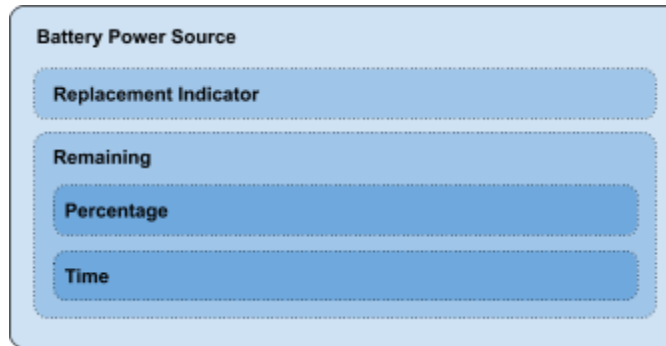 Battery Power Source
Replacement Indicator
Remaining
Percentage
Time